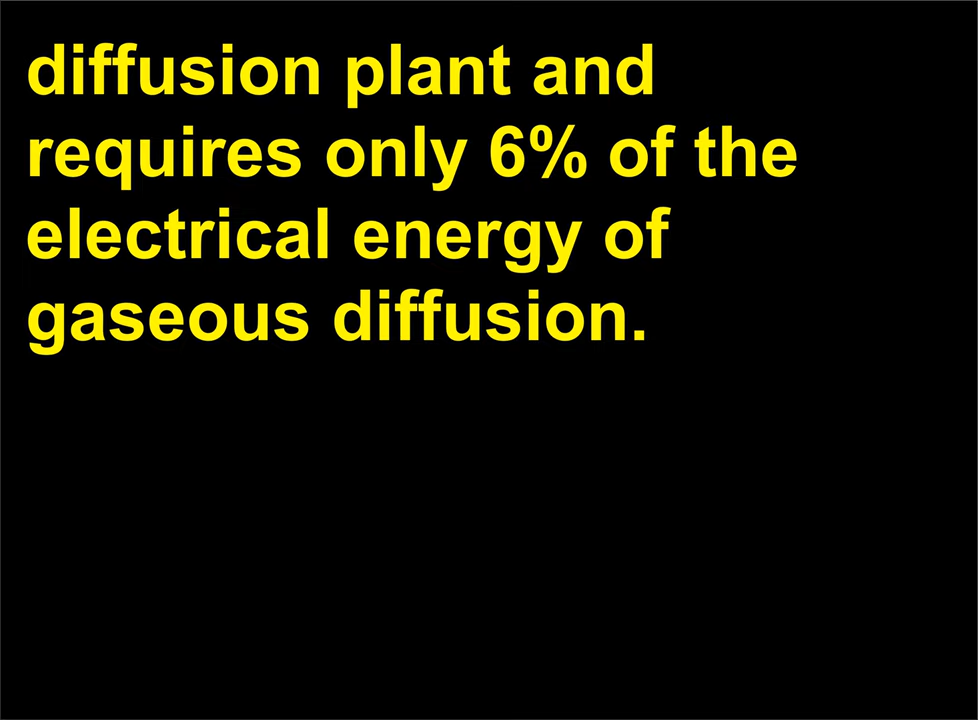 diffusion plant and
requires only 6% of the
electrical energy of
gaseous diffusion.